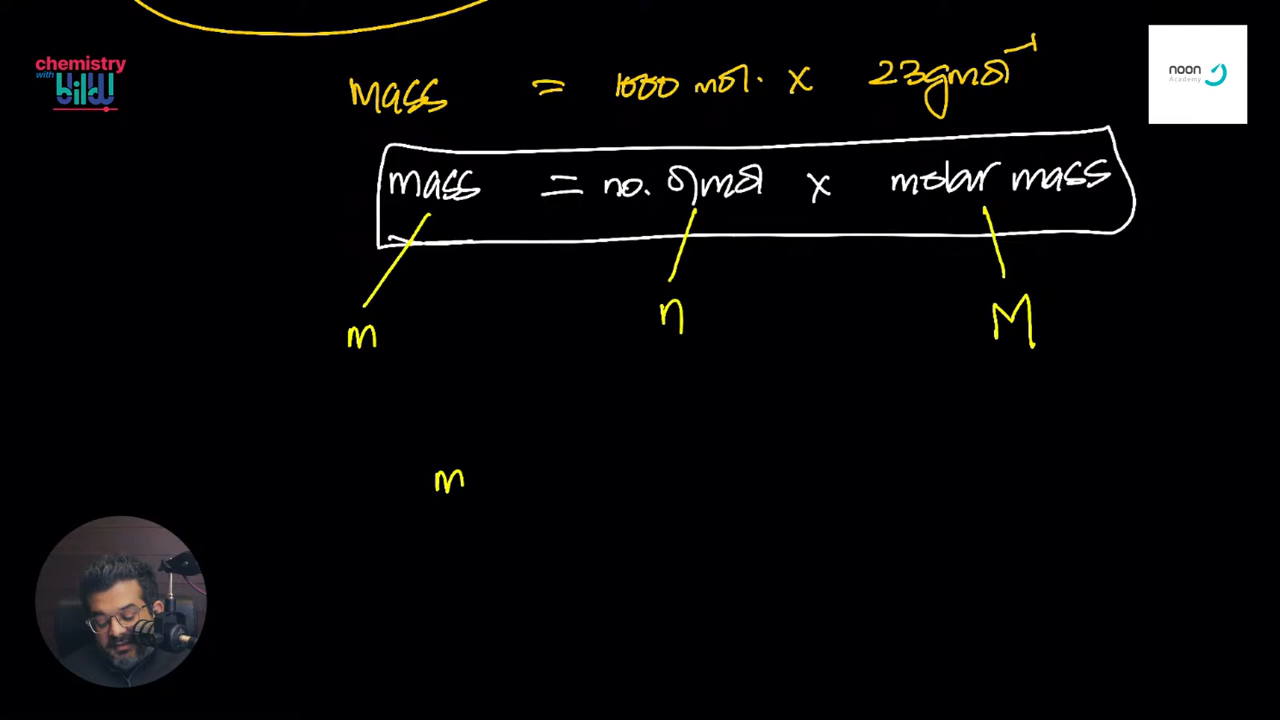 chemistry
with bilal
noon
Academy
mass = 1000 mol. x 23gmol⁻¹
mass = no. of mol x molar mass
m n M
m